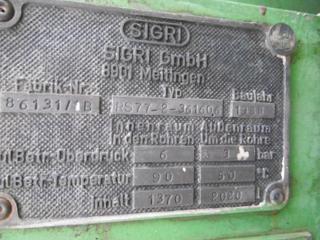 SIGRI
SIGRI GmbH
8901 Meitingen
Fabrik-Nr. Typ Baujahr
86131/1B
Innenraum Außenraum
in den Rohren Um die Rohre
Betr.-Überdruck 6 bar
Betr.-Temperatur 90 50 °C
Inhalt 1370 2020 L